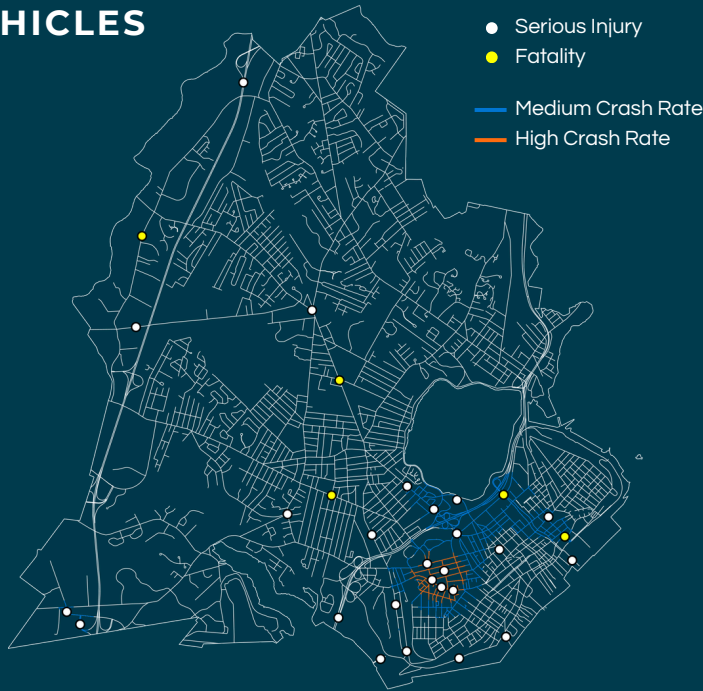 HICLES
Serious Injury
Fatality
Medium Crash Rate
High Crash Rate